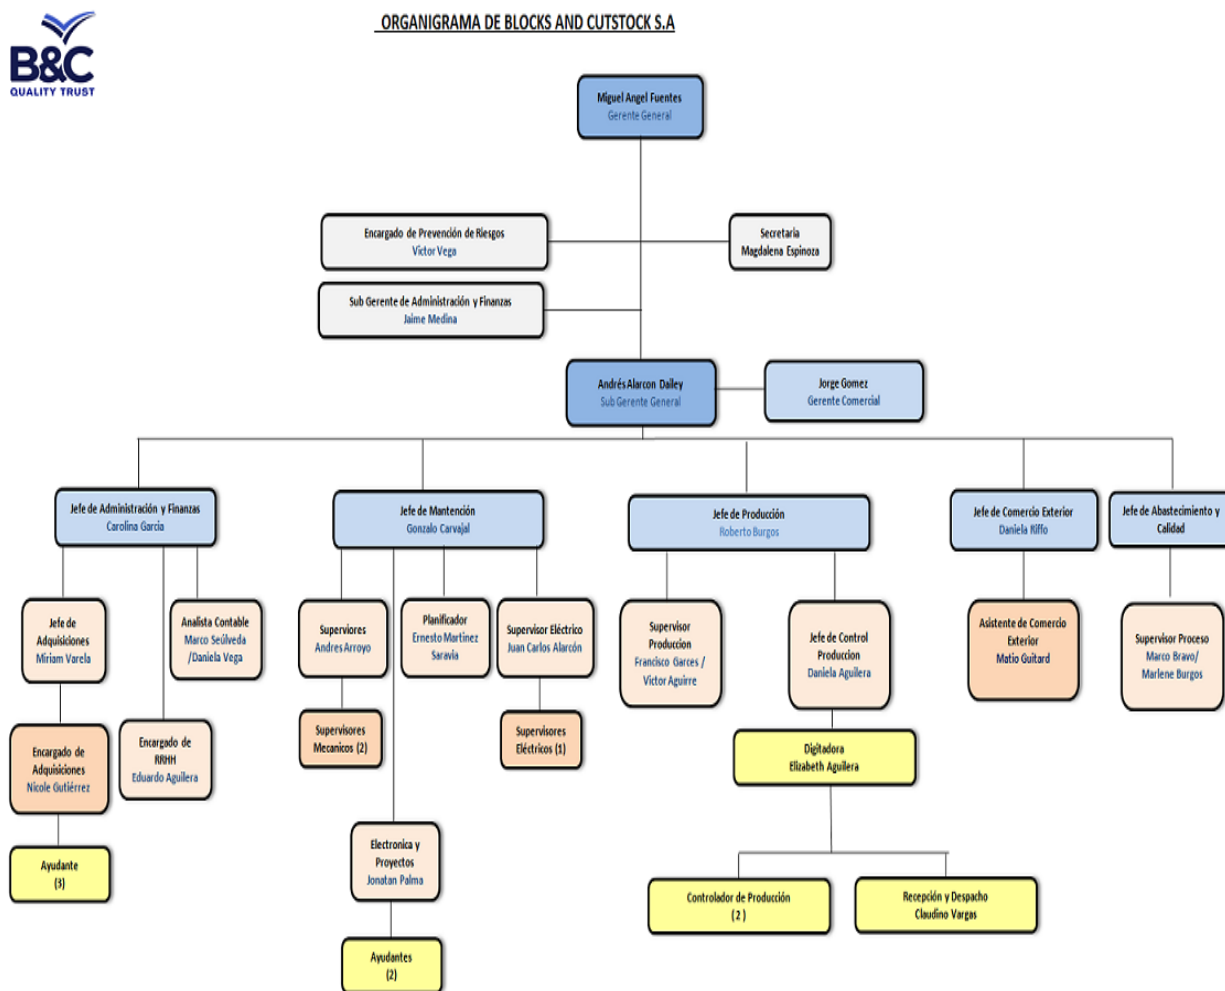 ORGANIGRAMA DE BLOCKS AND CUTSTOCK S.A
B&C
QUALITY TRUST
Miguel Angel Fuentes
Gerente General
Encargado de Prevención de Riesgos
Victor Vega
Secretaria
Magdalena Espinoza
Sub Gerente de Administración y Finanzas
Jaime Medina
Andrés Alarcon Dailey
Sub Gerente General
Jorge Gomez
Gerente Comercial
Jefe de Administración y Finanzas
Carolina Garcia
Jefe de Mantención
Gonzalo Carvajal
Jefe de Producción
Roberto Burgos
Jefe de Comercio Exterior
Daniela Riffo
Jefe de Abastecimiento y
Calidad
Jefe de
Adquisiciones
Miriam Varela
Analista Contable
Marco Seúlveda
/Daniela Vega
Superviores
Andres Arroyo
Planificador
Ernesto Martinez
Saravia
Supervisor Eléctrico
Juan Carlos Alarcón
Supervisor
Produccion
Francisco Garces /
Victor Aguirre
Jefe de Control
Produccion
Daniela Aguilera
Asistente de Comercio
Exterior
Matio Guitard
Supervisor Proceso
Marco Bravo/
Marlene Burgos
Encargado de
Adquisiciones
Nicole Gutiérrez
Encargado de
RRHH
Eduardo Aguilera
Supervisores
Mecanicos (2)
Supervisores
Eléctricos (1)
Digitadora
Elizabeth Aguilera
Ayudante
(3)
Electronica y
Proyectos
Jonatan Palma
Controlador de Producción
( 2 )
Recepción y Despacho
Claudino Vargas
Ayudantes
(2)